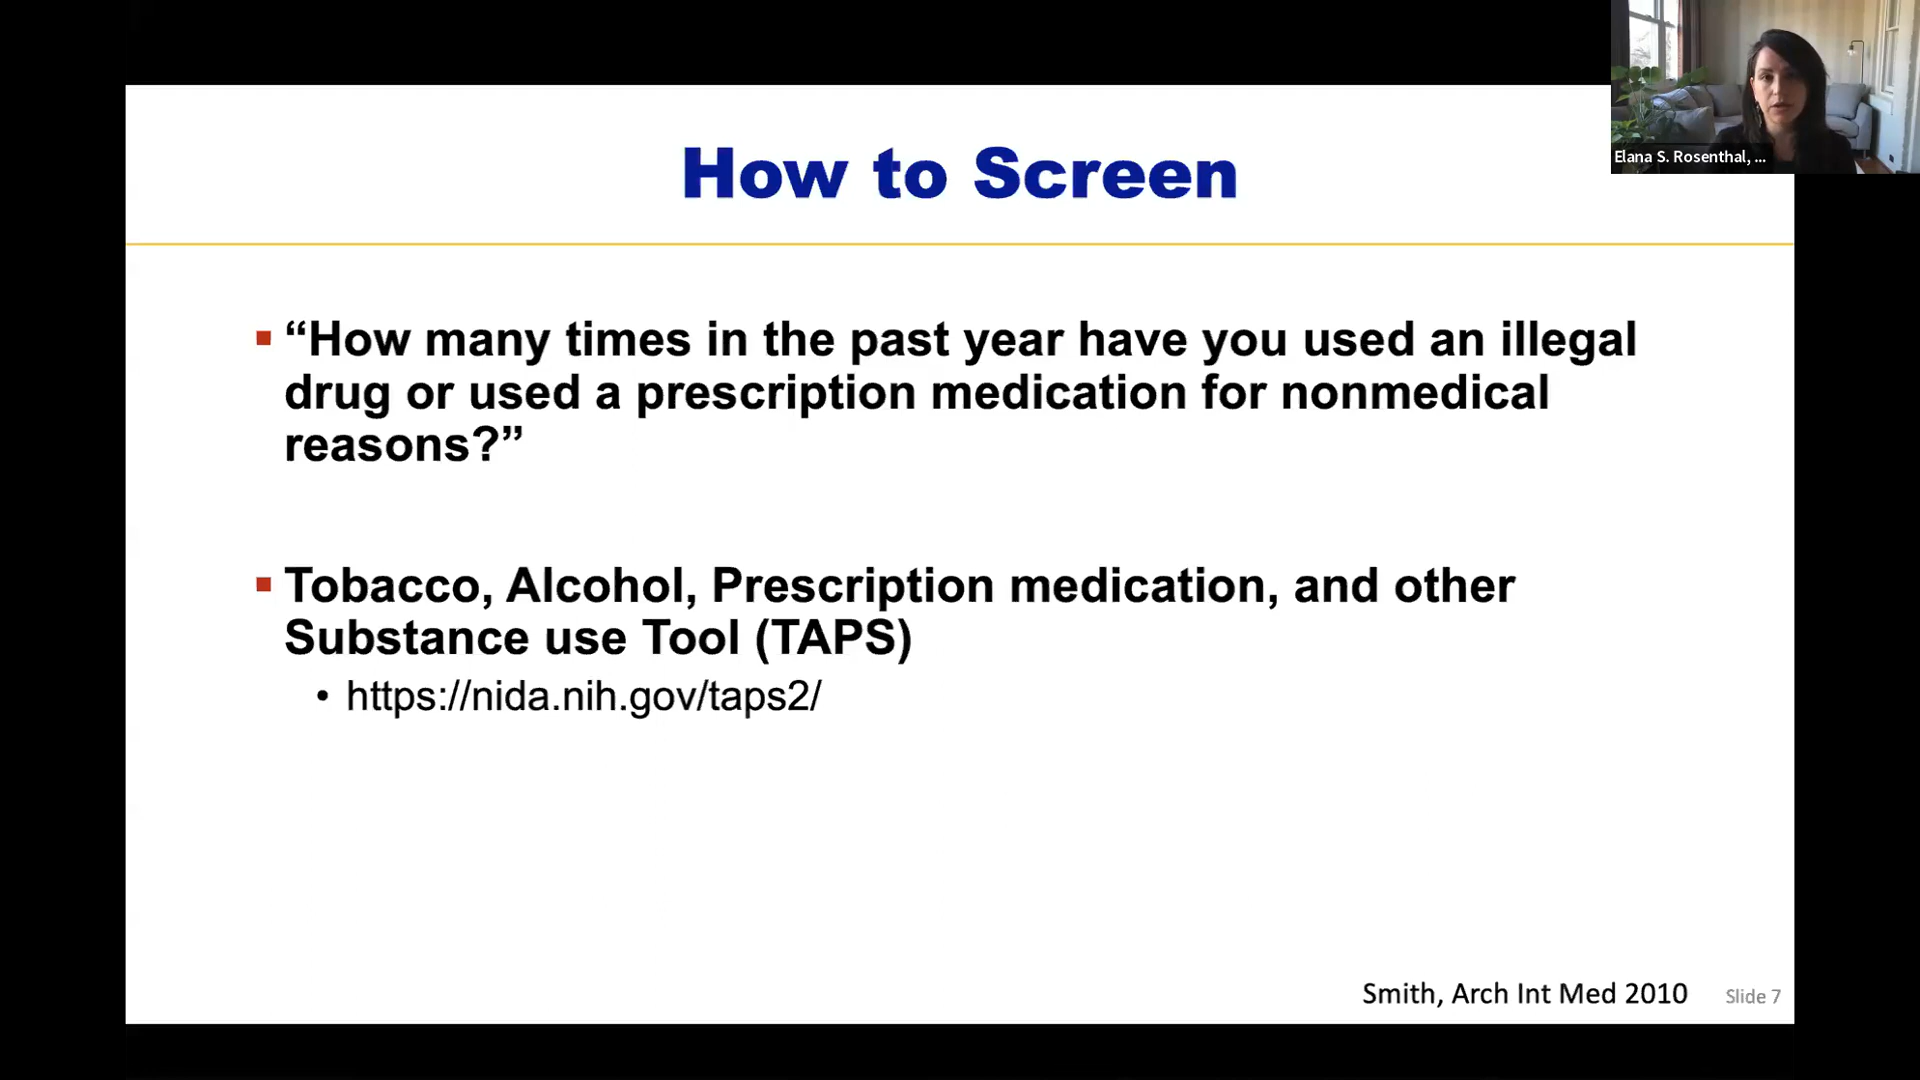 How to Screen
Elana S. Rosenthal, ...
▪ “How many times in the past year have you used an illegal
drug or used a prescription medication for nonmedical
reasons?”
▪ Tobacco, Alcohol, Prescription medication, and other
Substance use Tool (TAPS)
• https://nida.nih.gov/taps2/
Smith, Arch Int Med 2010
Slide 7